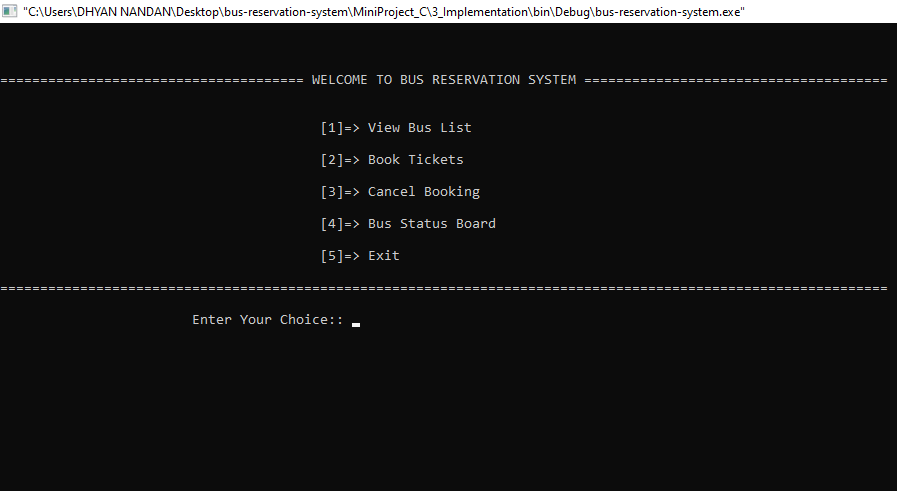 "C:\Users\DHYAN NANDAN\Desktop\bus-reservation-system\MiniProject_C\3_Implementation\bin\Debug\bus-reservation-system.exe"
====================================== WELCOME TO BUS RESERVATION SYSTEM ======================================
[1]=> View Bus List
[2]=> Book Tickets
[3]=> Cancel Booking
[4]=> Bus Status Board
[5]=> Exit
===============================================================================================================
Enter Your Choice::